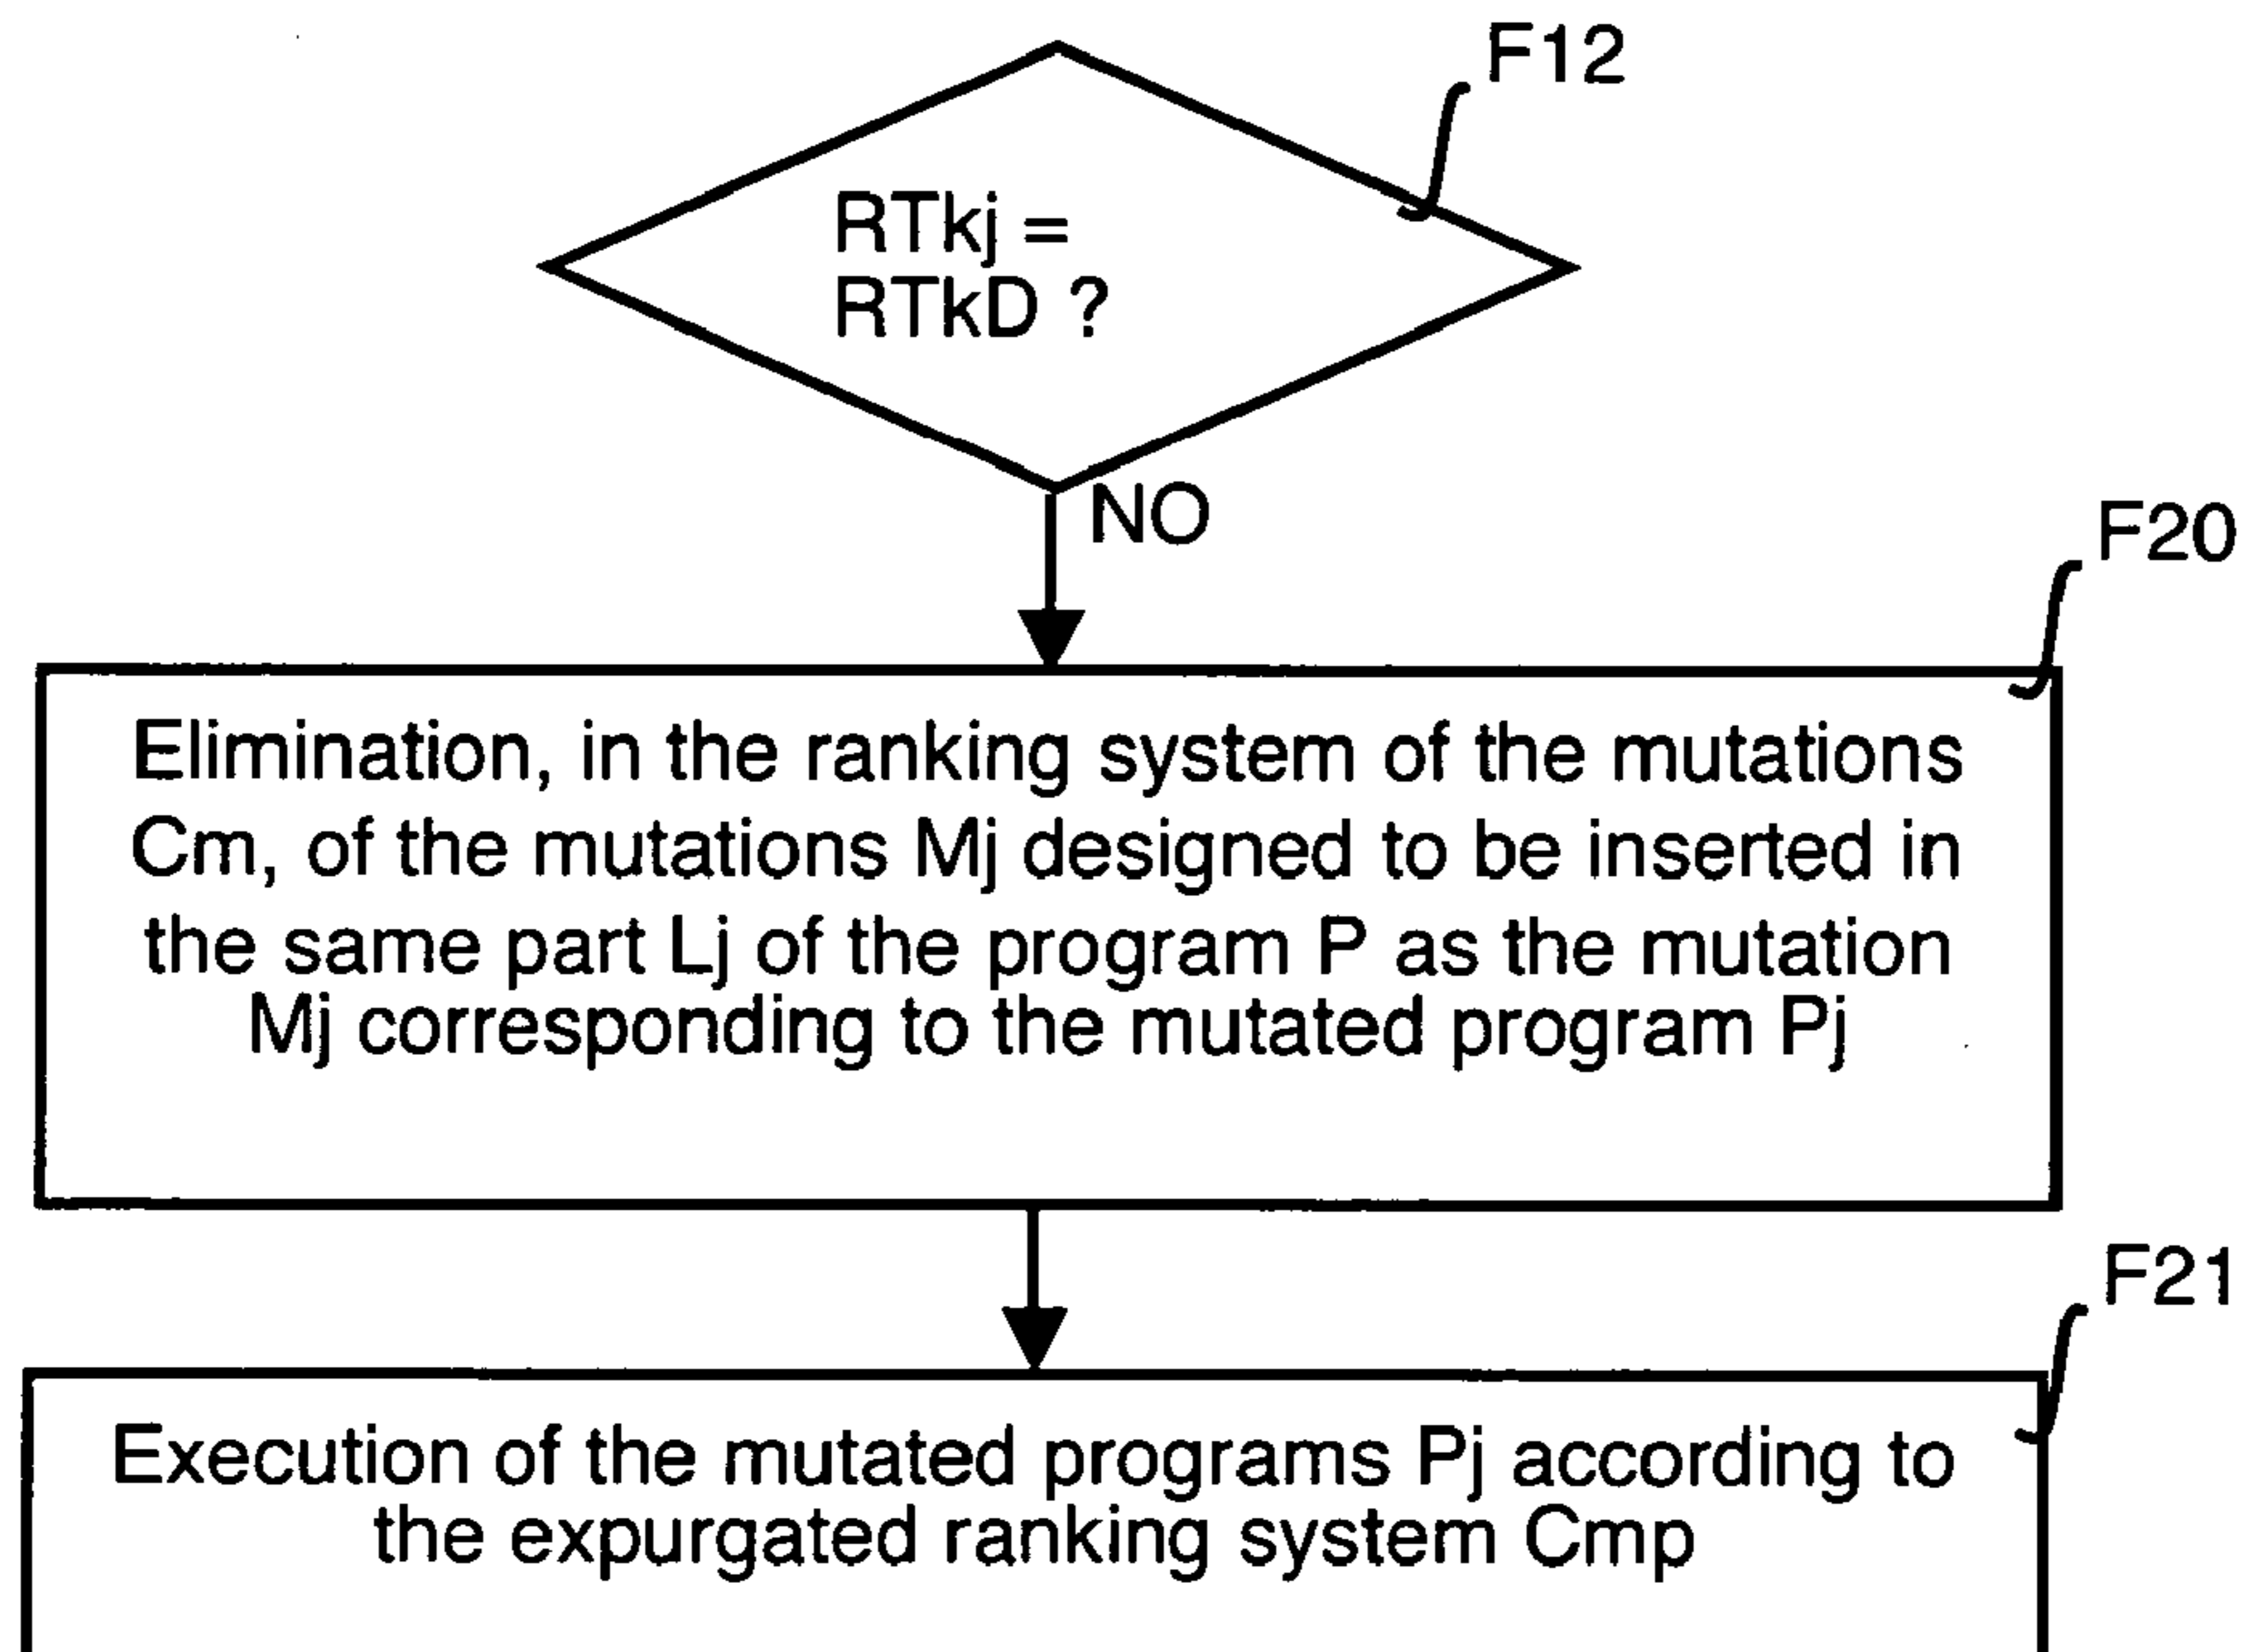 F12
RTkj =
RTkD ?
NO
F20
Elimination, in the ranking system of the mutations
Cm, of the mutations Mj designed to be inserted in
the same part Lj of the program P as the mutation
Mj corresponding to the mutated program Pj
F21
Execution of the mutated programs Pj according to
the expurgated ranking system Cmp